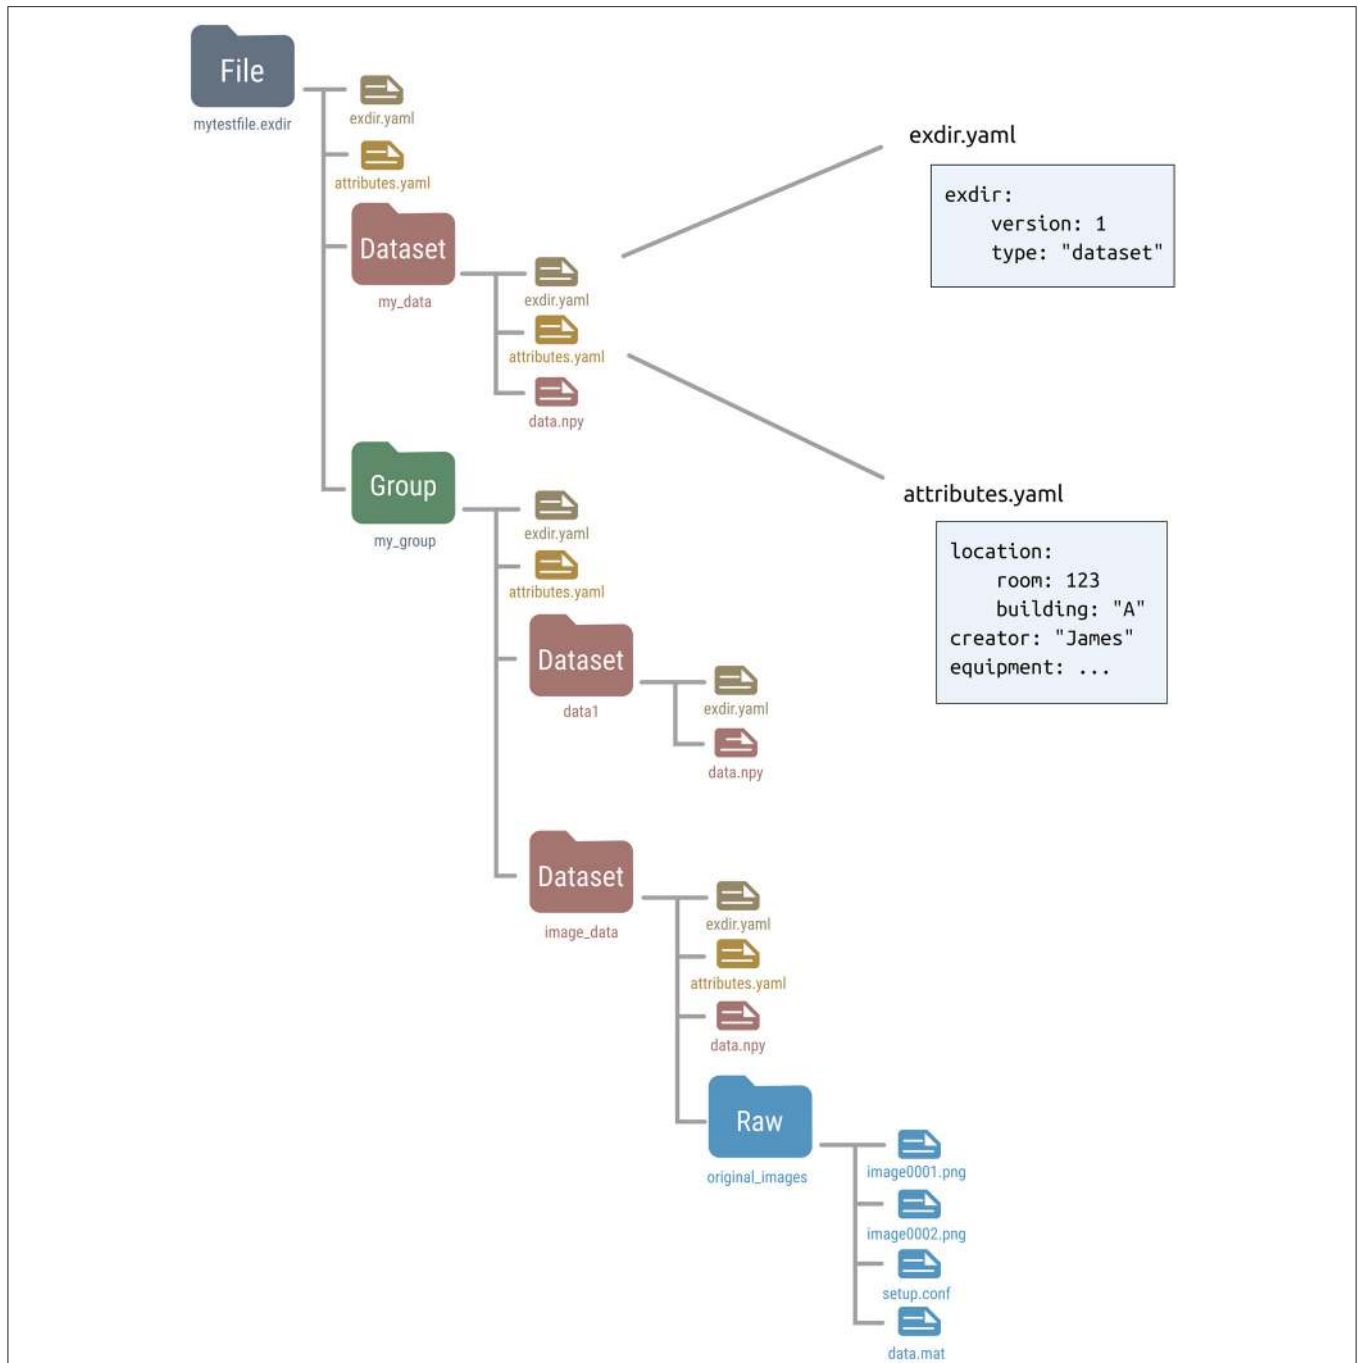 File
mytestfile.exdir
exdir.yaml
attributes.yaml
Dataset
my_data
exdir.yaml
attributes.yaml
data.npy
exdir.yaml
exdir:
    version: 1
    type: "dataset"
attributes.yaml
location:
    room: 123
    building: "A"
creator: "James"
equipment: ...
Group
my_group
exdir.yaml
attributes.yaml
Dataset
data1
exdir.yaml
data.npy
Dataset
image_data
exdir.yaml
attributes.yaml
data.npy
Raw
original_images
image0001.png
image0002.png
setup.conf
data.mat